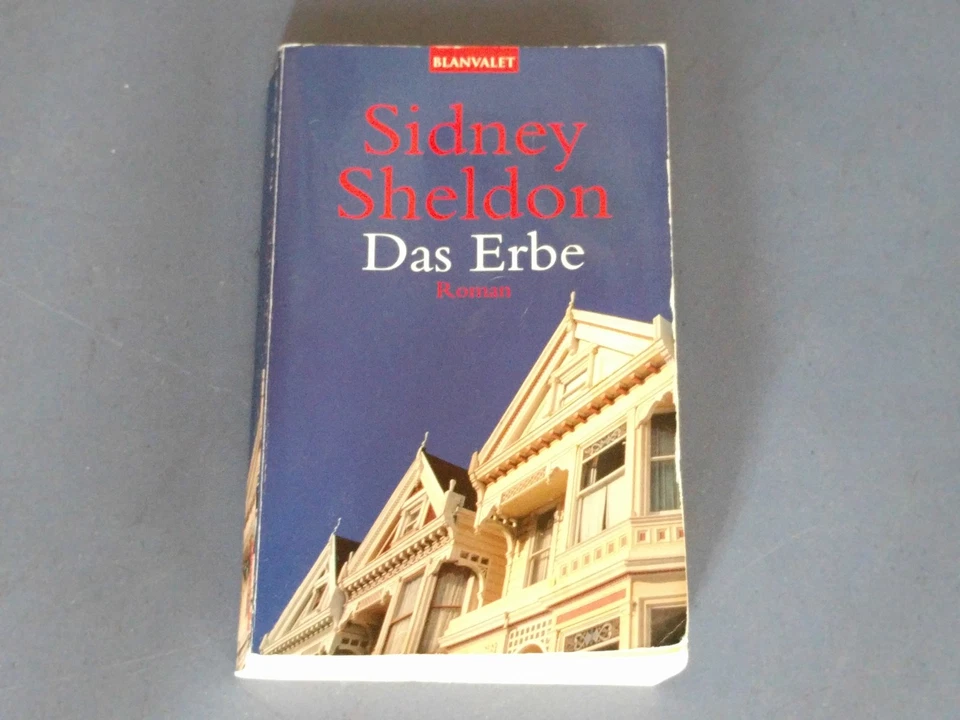 BLANVALET
Sidney
Sheldon
Das Erbe
Roman